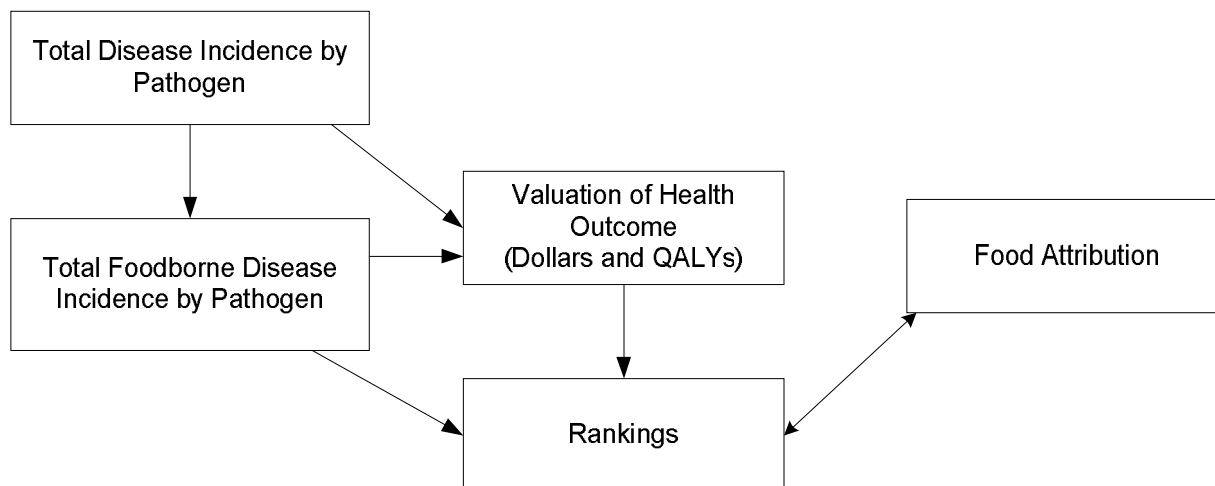 Total Disease Incidence by
Pathogen
Total Foodborne Disease
Incidence by Pathogen
Valuation of Health
Outcome
(Dollars and QALYs)
Food Attribution
Rankings